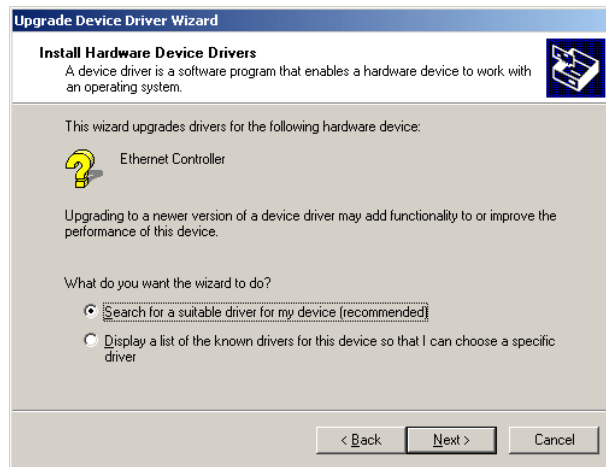 Upgrade Device Driver Wizard
Install Hardware Device Drivers
A device driver is a software program that enables a hardware device to work with
an operating system.
This wizard upgrades drivers for the following hardware device:
Ethernet Controller
Upgrading to a newer version of a device driver may add functionality to or improve the
performance of this device.
What do you want the wizard to do?
Search for a suitable driver for my device (recommended)
Display a list of the known drivers for this device so that I can choose a specific
driver
< Back Next > Cancel